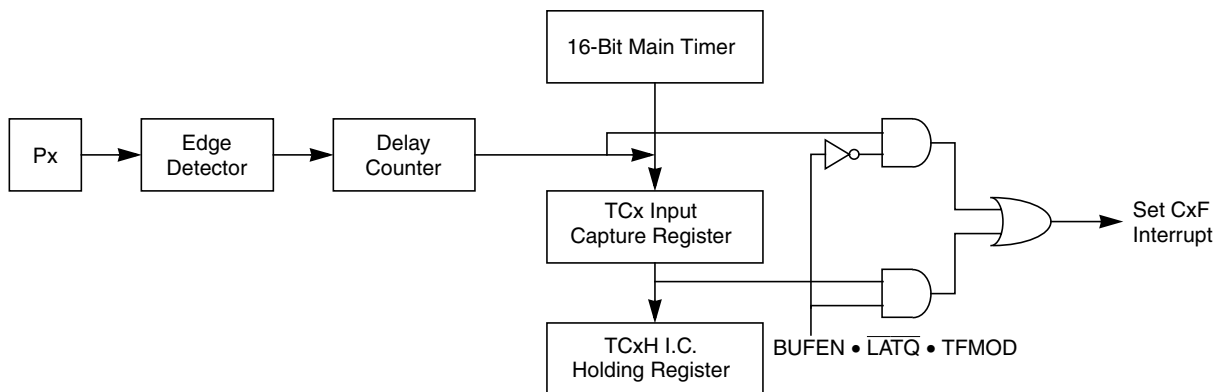 16-Bit Main Timer
Px
Edge
Detector
Delay
Counter
TCx Input
Capture Register
Set CxF
Interrupt
TCxH I.C.
Holding Register
BUFEN • L̅A̅T̅Q̅ • TFMOD